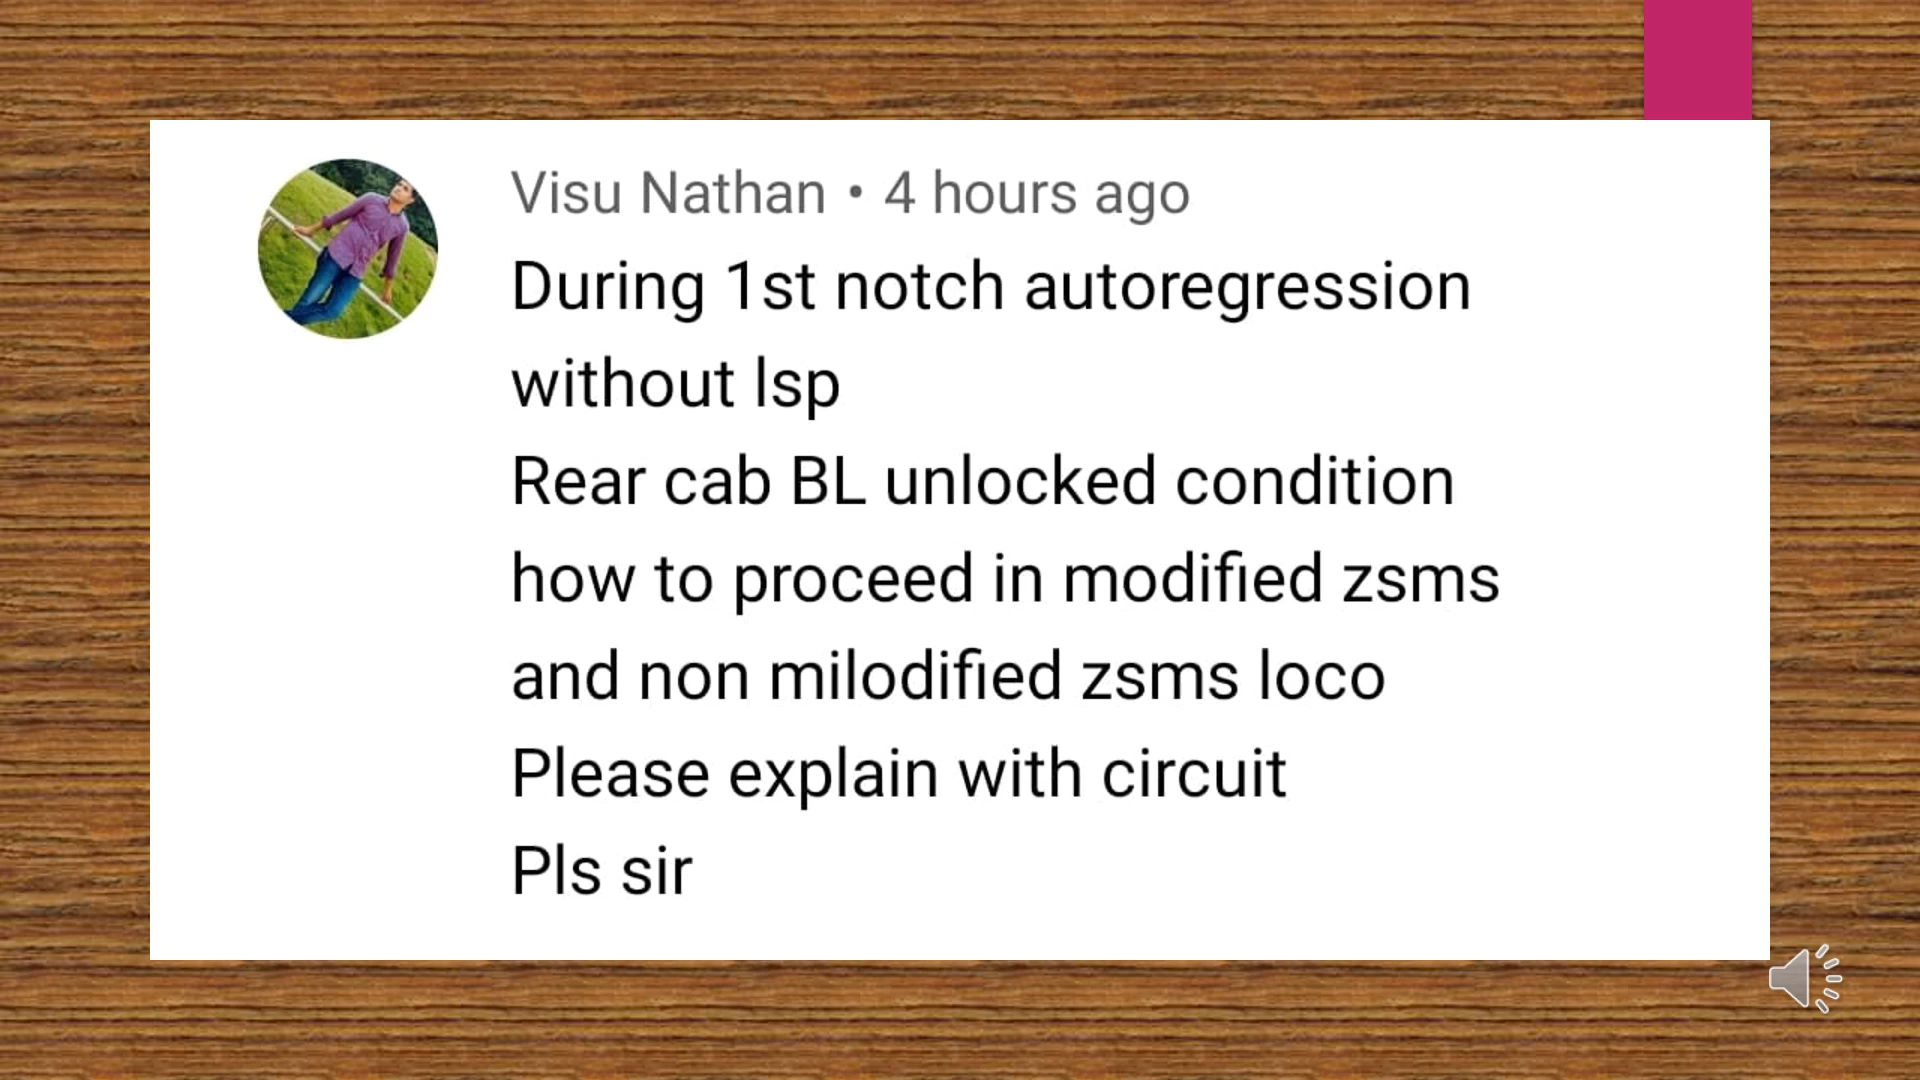 Visu Nathan • 4 hours ago
During 1st notch autoregression
without lsp
Rear cab BL unlocked condition
how to proceed in modified zsms
and non milodified zsms loco
Please explain with circuit
Pls sir